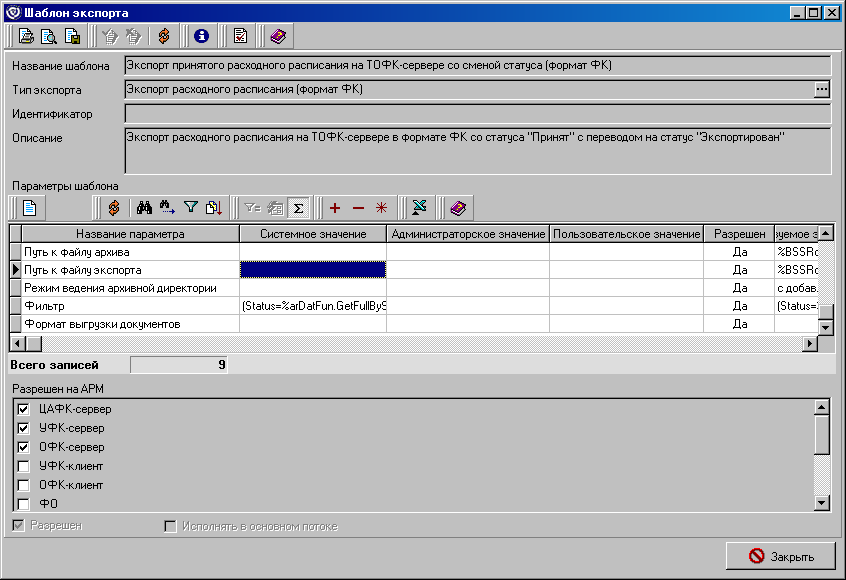 Шаблон экспорта
Название шаблона Экспорт принятого расходного расписания на ТОФК-сервере со сменой статуса (формат ФК)
Тип экспорта Экспорт расходного расписания (формат ФК) ...
Идентификатор
Описание Экспорт расходного расписания на ТОФК-сервере в формате ФК со статуса "Принят" с переводом на статус "Экспортирован"
Параметры шаблона
Название параметра Системное значение Администраторское значение Пользовательское значение Разрешен уемое з
Путь к файлу архива Да %BSSRo
Путь к файлу экспорта Да %BSSRo
Режим ведения архивной директории Да с добав.
Фильтр (Status=%arDatFun.GetFullByS Да (Status=%
Формат выгрузки документов Да
Всего записей 9
Разрешен на АРМ
ЦАФК-сервер
УФК-сервер
ОФК-сервер
УФК-клиент
ОФК-клиент
ФО
Разрешен Исполнять в основном потоке
Закрыть